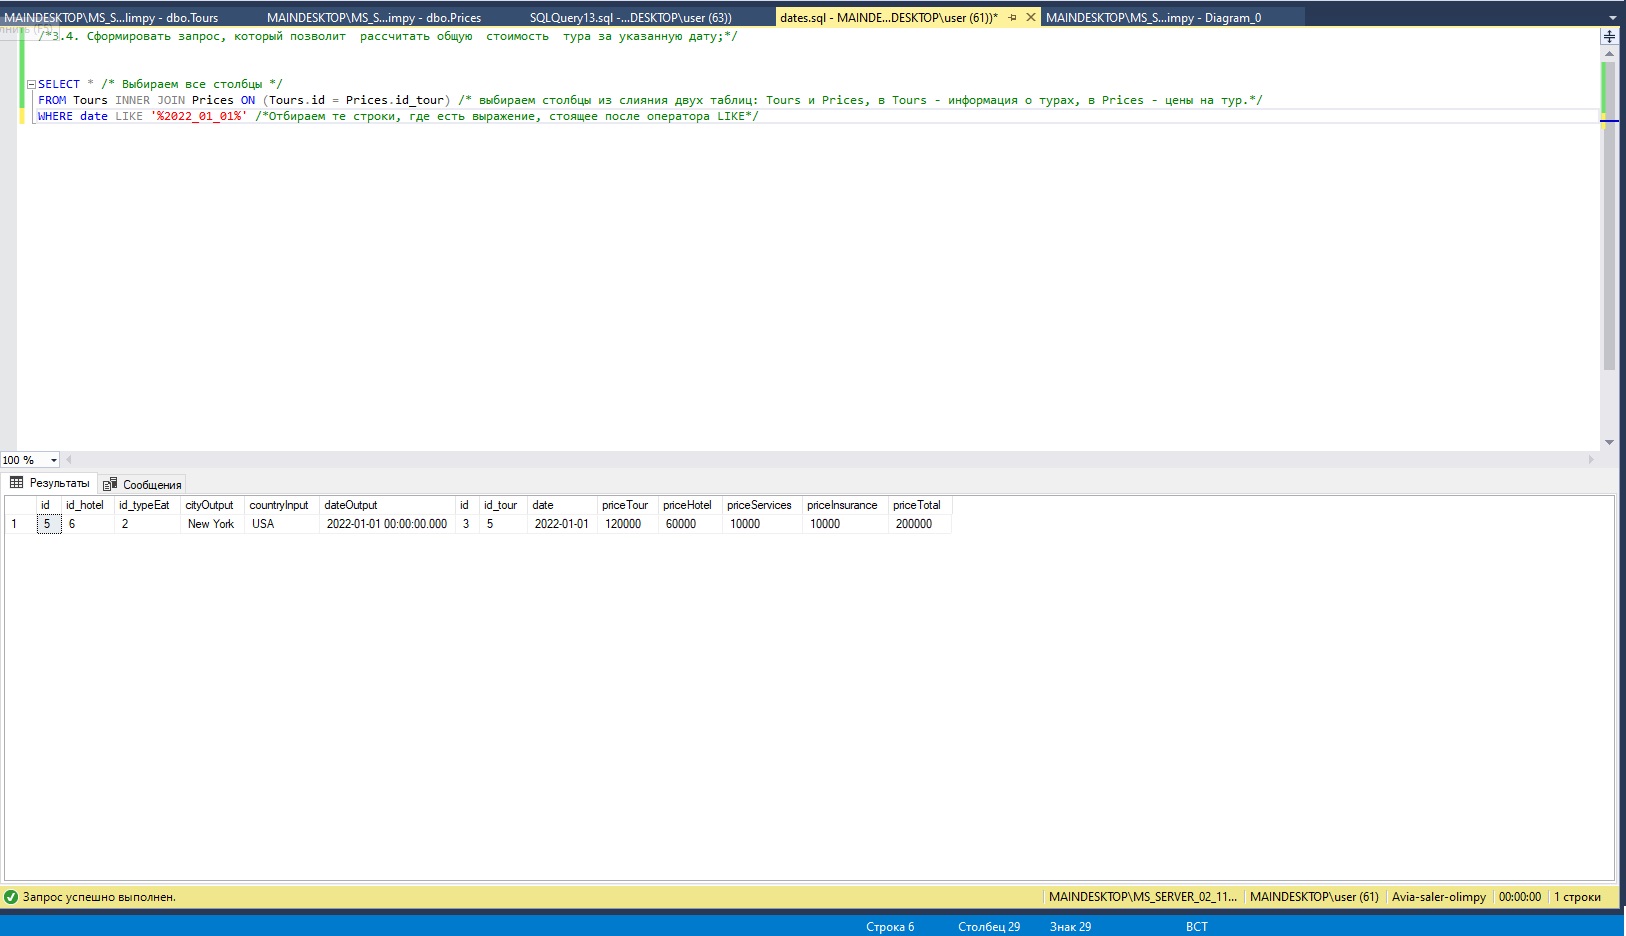 MAINDESKTOP\MS_S...limpy - dbo.Tours MAINDESKTOP\MS_S...impy - dbo.Prices SQLQuery13.sql -...DESKTOP\user (63)) dates.sql - MAINDE...DESKTOP\user (61))* MAINDESKTOP\MS_S...impy - Diagram_0
/*3.4. Сформировать запрос, который позволит  рассчитать общую  стоимость  тура за указанную дату;*/
SELECT * /* Выбираем все столбцы */
FROM Tours INNER JOIN Prices ON (Tours.id = Prices.id_tour) /* выбираем столбцы из слияния двух таблиц: Tours и Prices, в Tours - информация о турах, в Prices - цены на тур.*/
WHERE date LIKE '%2022_01_01%' /*Отбираем те строки, где есть выражение, стоящее после оператора LIKE*/
100 %
Результаты Сообщения
id id_hotel id_typeEat cityOutput countryInput dateOutput id id_tour date priceTour priceHotel priceServices priceInsurance priceTotal
1 5 6 2 New York USA 2022-01-01 00:00:00.000 3 5 2022-01-01 120000 60000 10000 10000 200000
Запрос успешно выполнен. MAINDESKTOP\MS_SERVER_02_11... MAINDESKTOP\user (61) Avia-saler-olimpy 00:00:00 1 строки
Строка 6 Столбец 29 Знак 29 ВСТ